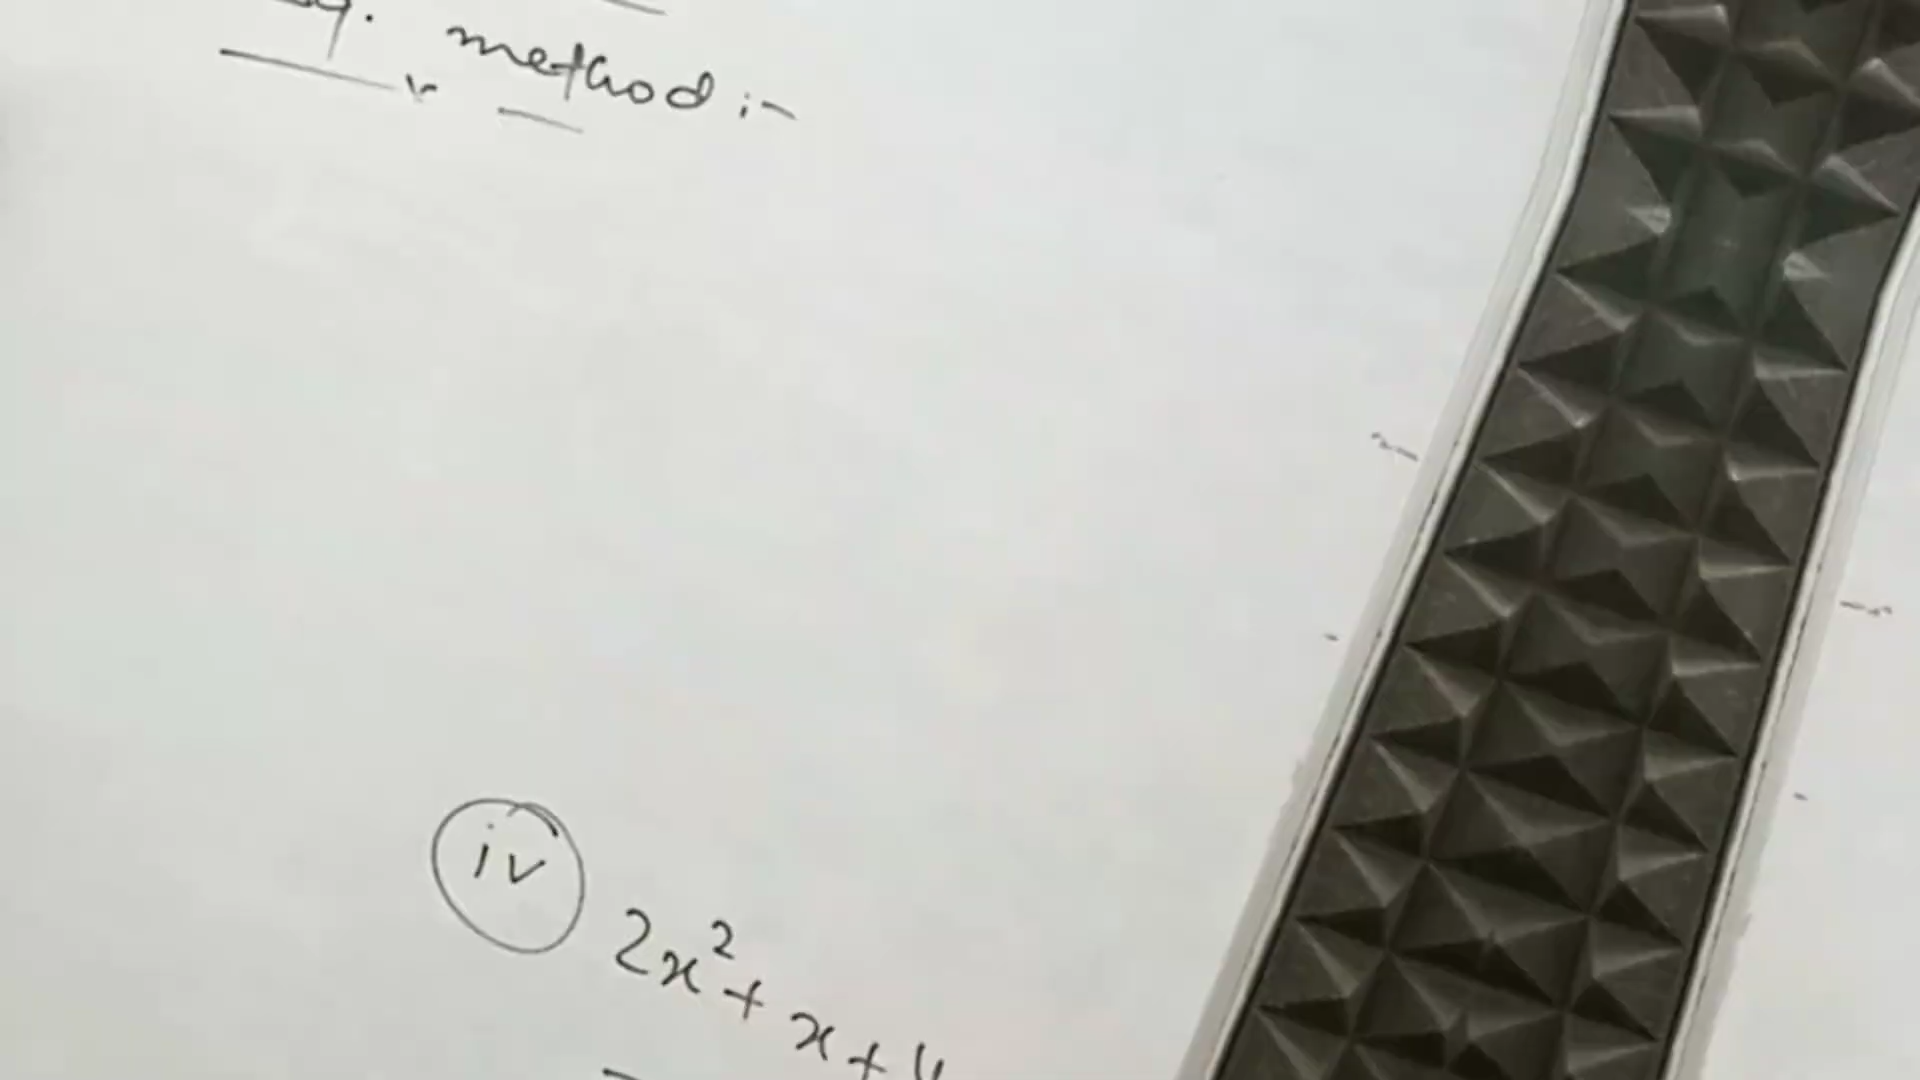 method :-
iv 2x² + x + 4